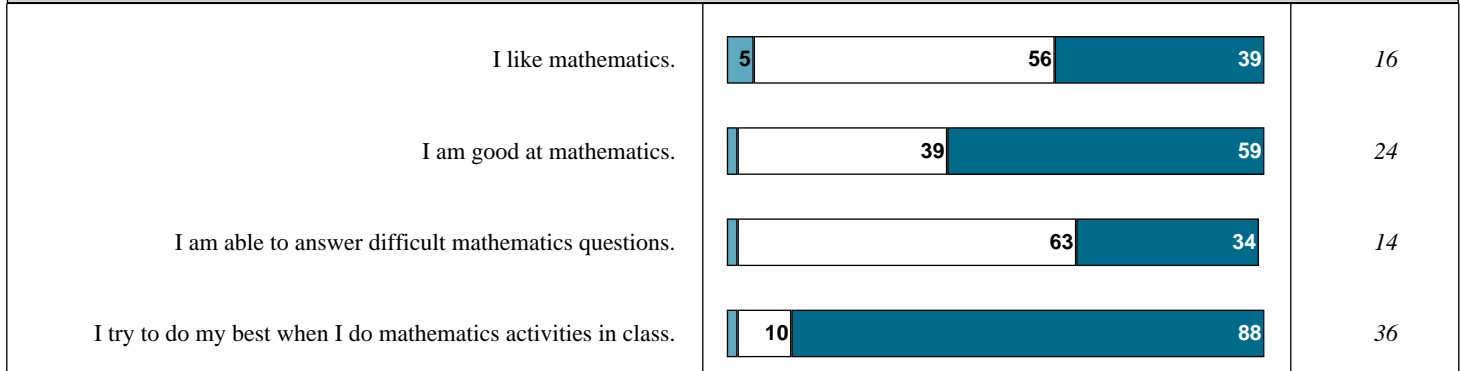 I like mathematics. 5 56 39 16
I am good at mathematics. 39 59 24
I am able to answer difficult mathematics questions. 63 34 14
I try to do my best when I do mathematics activities in class. 10 88 36